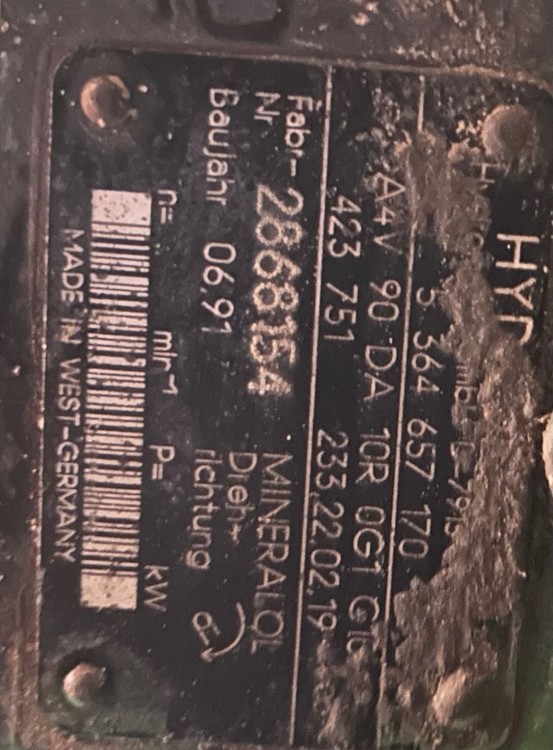 HYD
5 364 657 170
A4V 90 DA 10R 0G1 G1
423 751 233.22.02.19
Fabr- Nr. 2868154 MINERALÖL
Baujahr 06.91 Dreh- richtung
n= min⁻¹ P= kW
MADE IN WEST-GERMANY